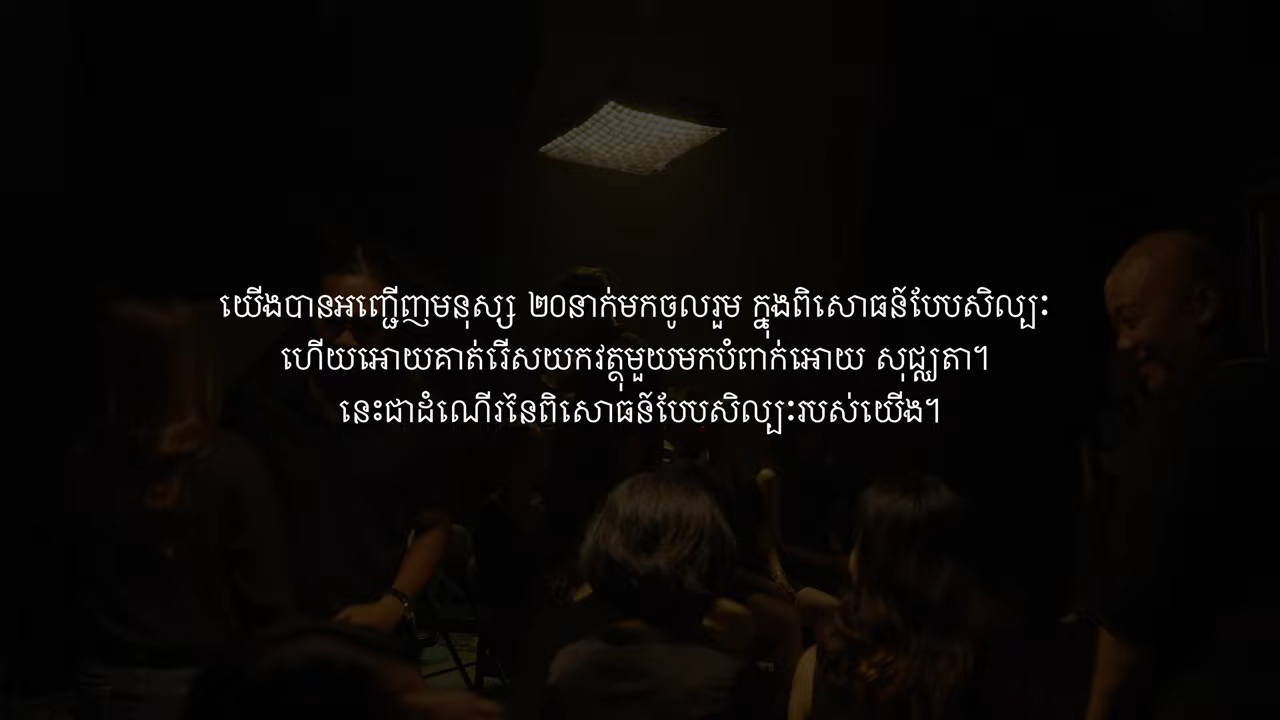 យើងបានអញ្ជើញមនុស្ស ២០នាក់មកចូលរួម ក្នុងពិសោធន៍បែបសិល្បៈ
ហើយអោយគាត់រើសយកវត្ថុមួយមកបំពាក់អោយ សុជ្ឈតា។
នេះជាដំណើរនៃពិសោធន៍បែបសិល្បៈរបស់យើង។